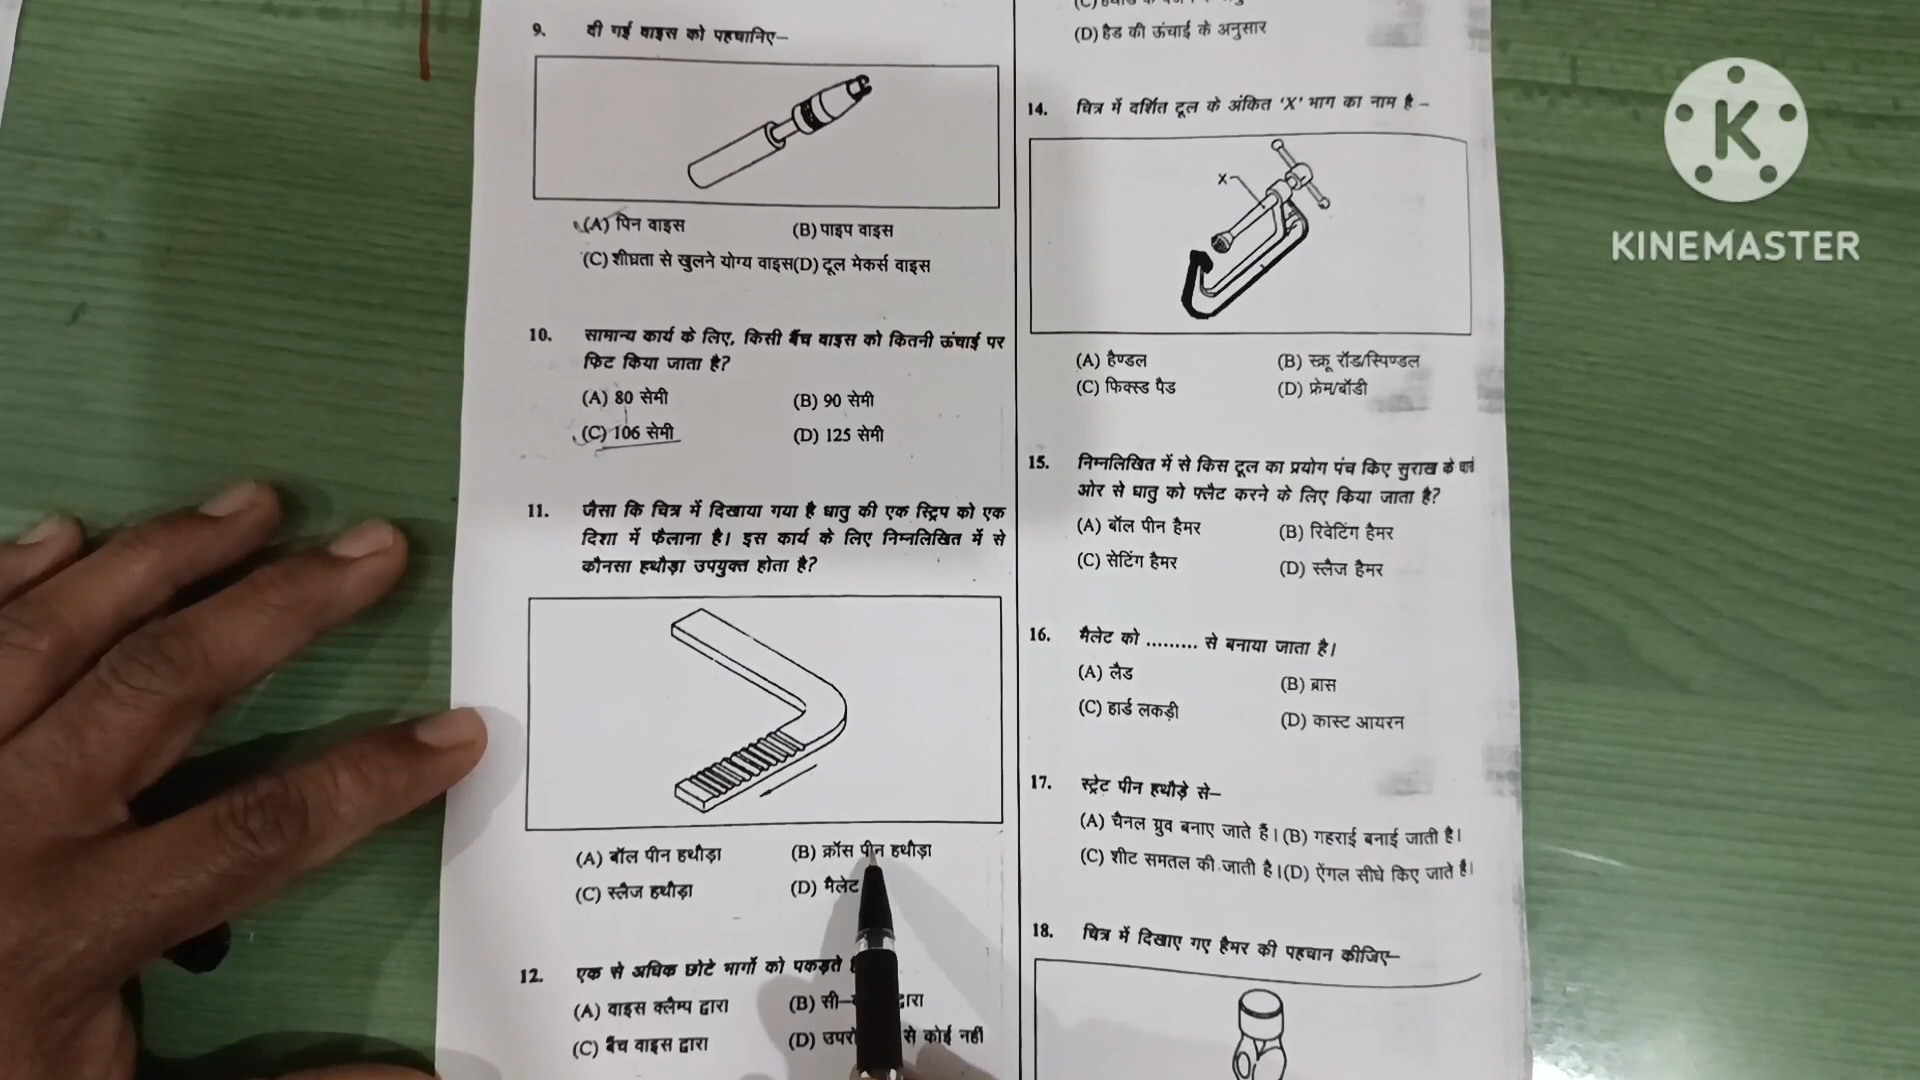 9. दी गई वाइस को पहचानिए–
(A) पिन वाइस (B) पाइप वाइस
(C) शीघ्रता से खुलने योग्य वाइस(D) टूल मेकर्स वाइस
10. सामान्य कार्य के लिए, किसी बैंच वाइस को कितनी ऊंचाई पर
फिट किया जाता है?
(A) 80 सेमी (B) 90 सेमी
(C) 106 सेमी (D) 125 सेमी
11. जैसा कि चित्र में दिखाया गया है धातु की एक स्ट्रिप को एक
दिशा में फैलाना है। इस कार्य के लिए निम्नलिखित में से
कौनसा हथौड़ा उपयुक्त होता है?
(A) बॉल पीन हथौड़ा (B) क्रॉस पीन हथौड़ा
(C) स्लैज हथौड़ा (D) मैलेट
12. एक से अधिक छोटे भागों को पकड़ते
(A) वाइस क्लैम्प द्वारा (B) सी–
(C) बैंच वाइस द्वारा (D) से कोई नहीं
(D) हैड की ऊंचाई के अनुसार
14. चित्र में दर्शित टूल के अंकित ‘X’ भाग का नाम है –
X
(A) हैण्डल (B) स्क्रू रॉड/स्पिण्डल
(C) फिक्स्ड पैड (D) फ्रेम/बॉडी
15. निम्नलिखित में से किस टूल का प्रयोग पंच किए सुराख के
ओर से धातु को फ्लैट करने के लिए किया जाता है?
(A) बॉल पीन हैमर (B) रिवेटिंग हैमर
(C) सेटिंग हैमर (D) स्लैज हैमर
16. मैलेट को ......... से बनाया जाता है।
(A) लैड (B) ब्रास
(C) हार्ड लकड़ी (D) कास्ट आयरन
17. स्ट्रेट पीन हथौड़े से–
(A) चैनल ग्रुव बनाए जाते हैं। (B) गहराई बनाई जाती है।
(C) शीट समतल की जाती है। (D) ऐंगल सीधे किए जाते हैं।
18. चित्र में दिखाए गए हैमर की पहचान कीजिए–
K
KINEMASTER